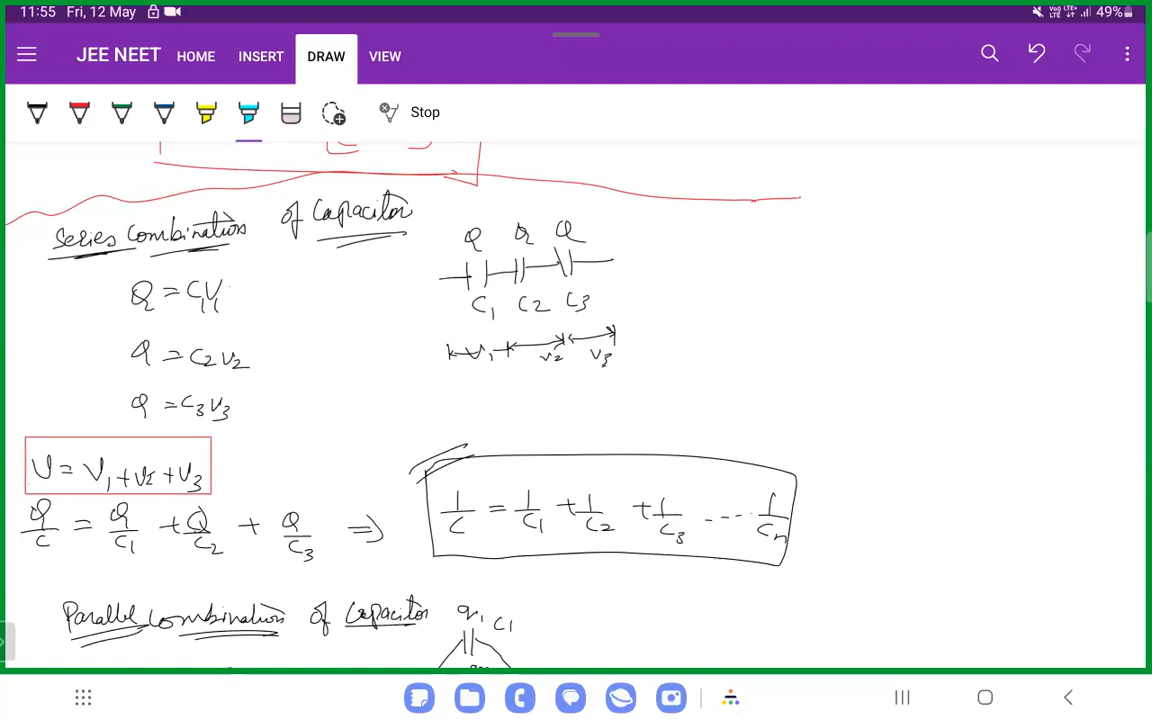 11:55 Fri, 12 May 49%
JEE NEET HOME INSERT DRAW VIEW
Stop
Series Combination of Capacitor
Q Q Q
C1 C2 C3
V1 V2 V3
Q = C1V1
Q = C2V2
Q = C3V3
V = V1 + V2 + V3
Q/C = Q/C1 + Q/C2 + Q/C3 ⇒ 1/C = 1/C1 + 1/C2 + 1/C3 ---- 1/Cn
Parallel Combination of Capacitor
q1 C1